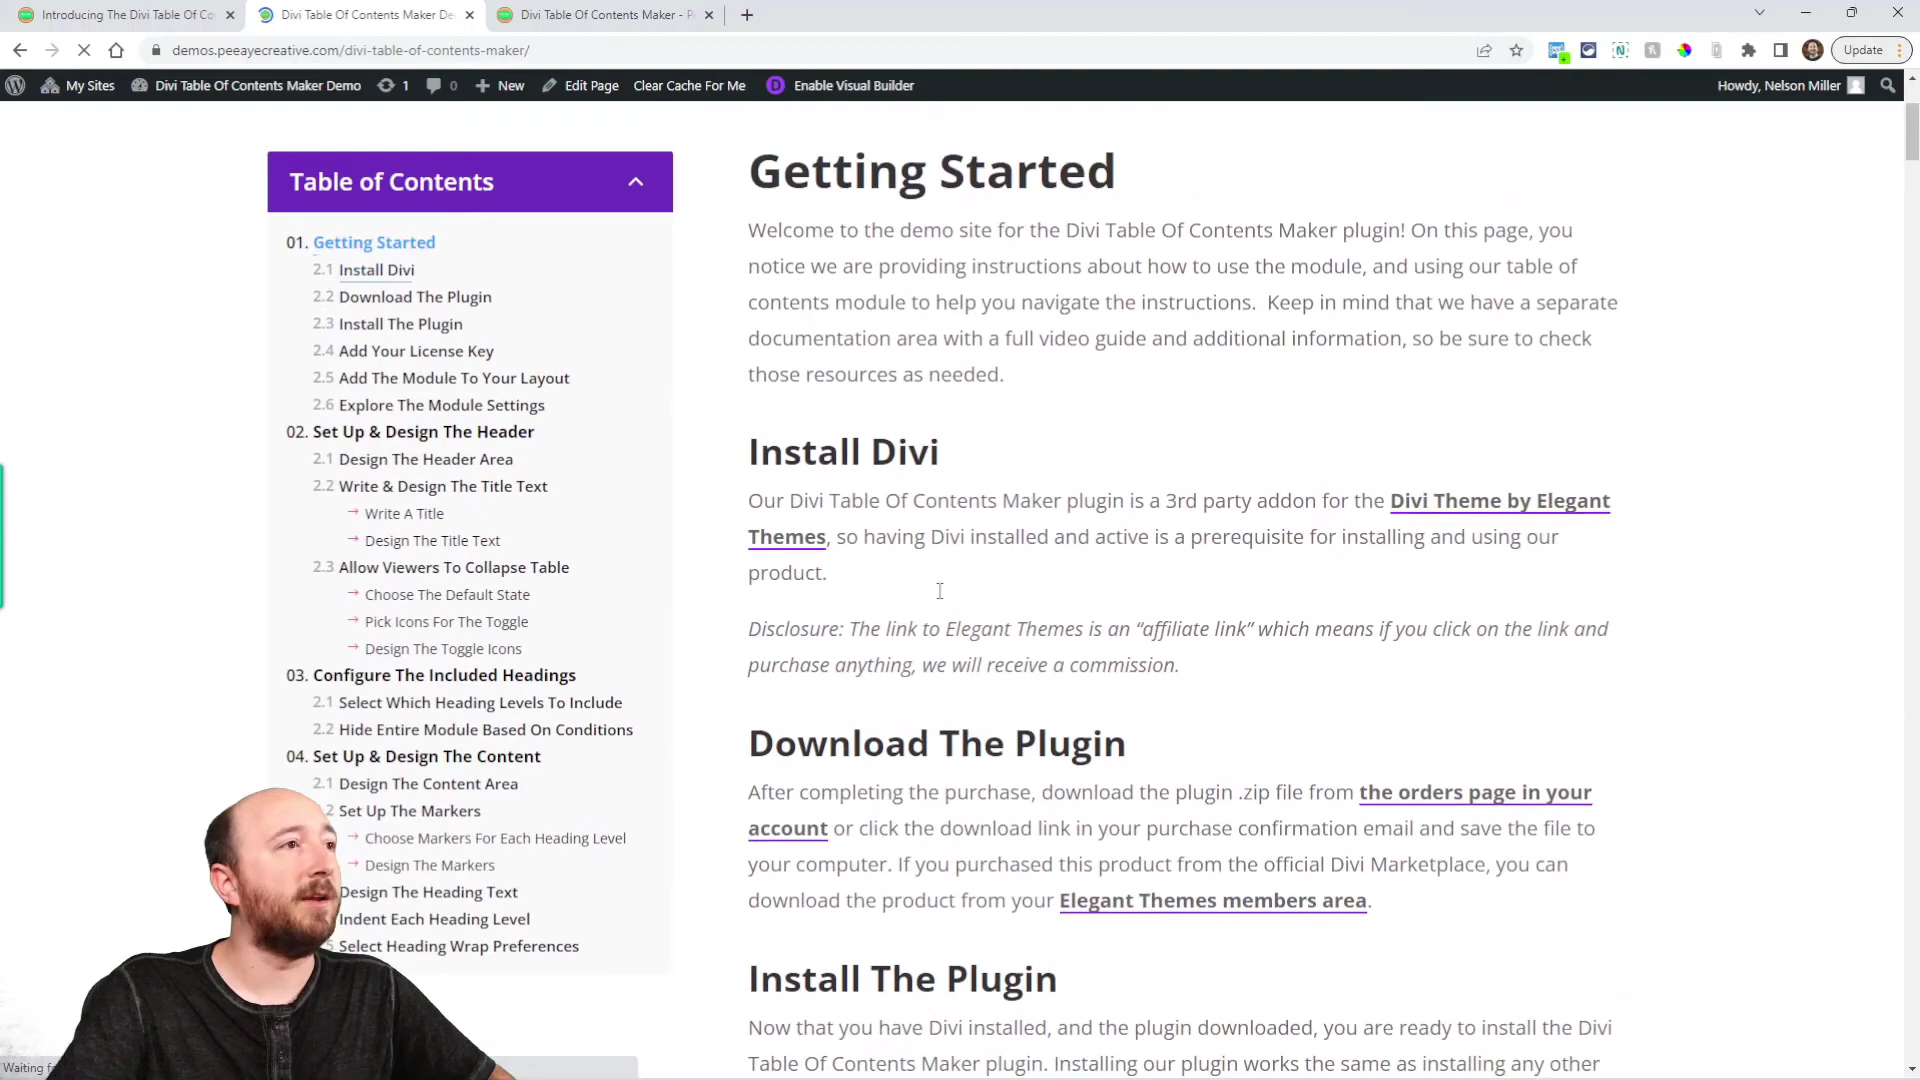 Introducing The Divi Table Of Co
Divi Table Of Contents Maker De
Divi Table Of Contents Maker - P
demos.peeayecreative.com/divi-table-of-contents-maker/
Update
My Sites
Divi Table Of Contents Maker Demo
1
0
New
Edit Page
Clear Cache For Me
D
Enable Visual Builder
Howdy, Nelson Miller
Table of Contents
01. Getting Started
2.1 Install Divi
2.2 Download The Plugin
2.3 Install The Plugin
2.4 Add Your License Key
2.5 Add The Module To Your Layout
2.6 Explore The Module Settings
02. Set Up & Design The Header
2.1 Design The Header Area
2.2 Write & Design The Title Text
→ Write A Title
→ Design The Title Text
2.3 Allow Viewers To Collapse Table
→ Choose The Default State
→ Pick Icons For The Toggle
→ Design The Toggle Icons
03. Configure The Included Headings
2.1 Select Which Heading Levels To Include
2.2 Hide Entire Module Based On Conditions
04. Set Up & Design The Content
2.1 Design The Content Area
2 Set Up The Markers
→ Choose Markers For Each Heading Level
→ Design The Markers
Design The Heading Text
Indent Each Heading Level
5 Select Heading Wrap Preferences
Getting Started
Welcome to the demo site for the Divi Table Of Contents Maker plugin! On this page, you
notice we are providing instructions about how to use the module, and using our table of
contents module to help you navigate the instructions. Keep in mind that we have a separate
documentation area with a full video guide and additional information, so be sure to check
those resources as needed.
Install Divi
Our Divi Table Of Contents Maker plugin is a 3rd party addon for the Divi Theme by Elegant
Themes, so having Divi installed and active is a prerequisite for installing and using our
product.
Disclosure: The link to Elegant Themes is an “affiliate link” which means if you click on the link and
purchase anything, we will receive a commission.
Download The Plugin
After completing the purchase, download the plugin .zip file from the orders page in your
account or click the download link in your purchase confirmation email and save the file to
your computer. If you purchased this product from the official Divi Marketplace, you can
download the product from your Elegant Themes members area.
Install The Plugin
Now that you have Divi installed, and the plugin downloaded, you are ready to install the Divi
Table Of Contents Maker plugin. Installing our plugin works the same as installing any other
Waiting f